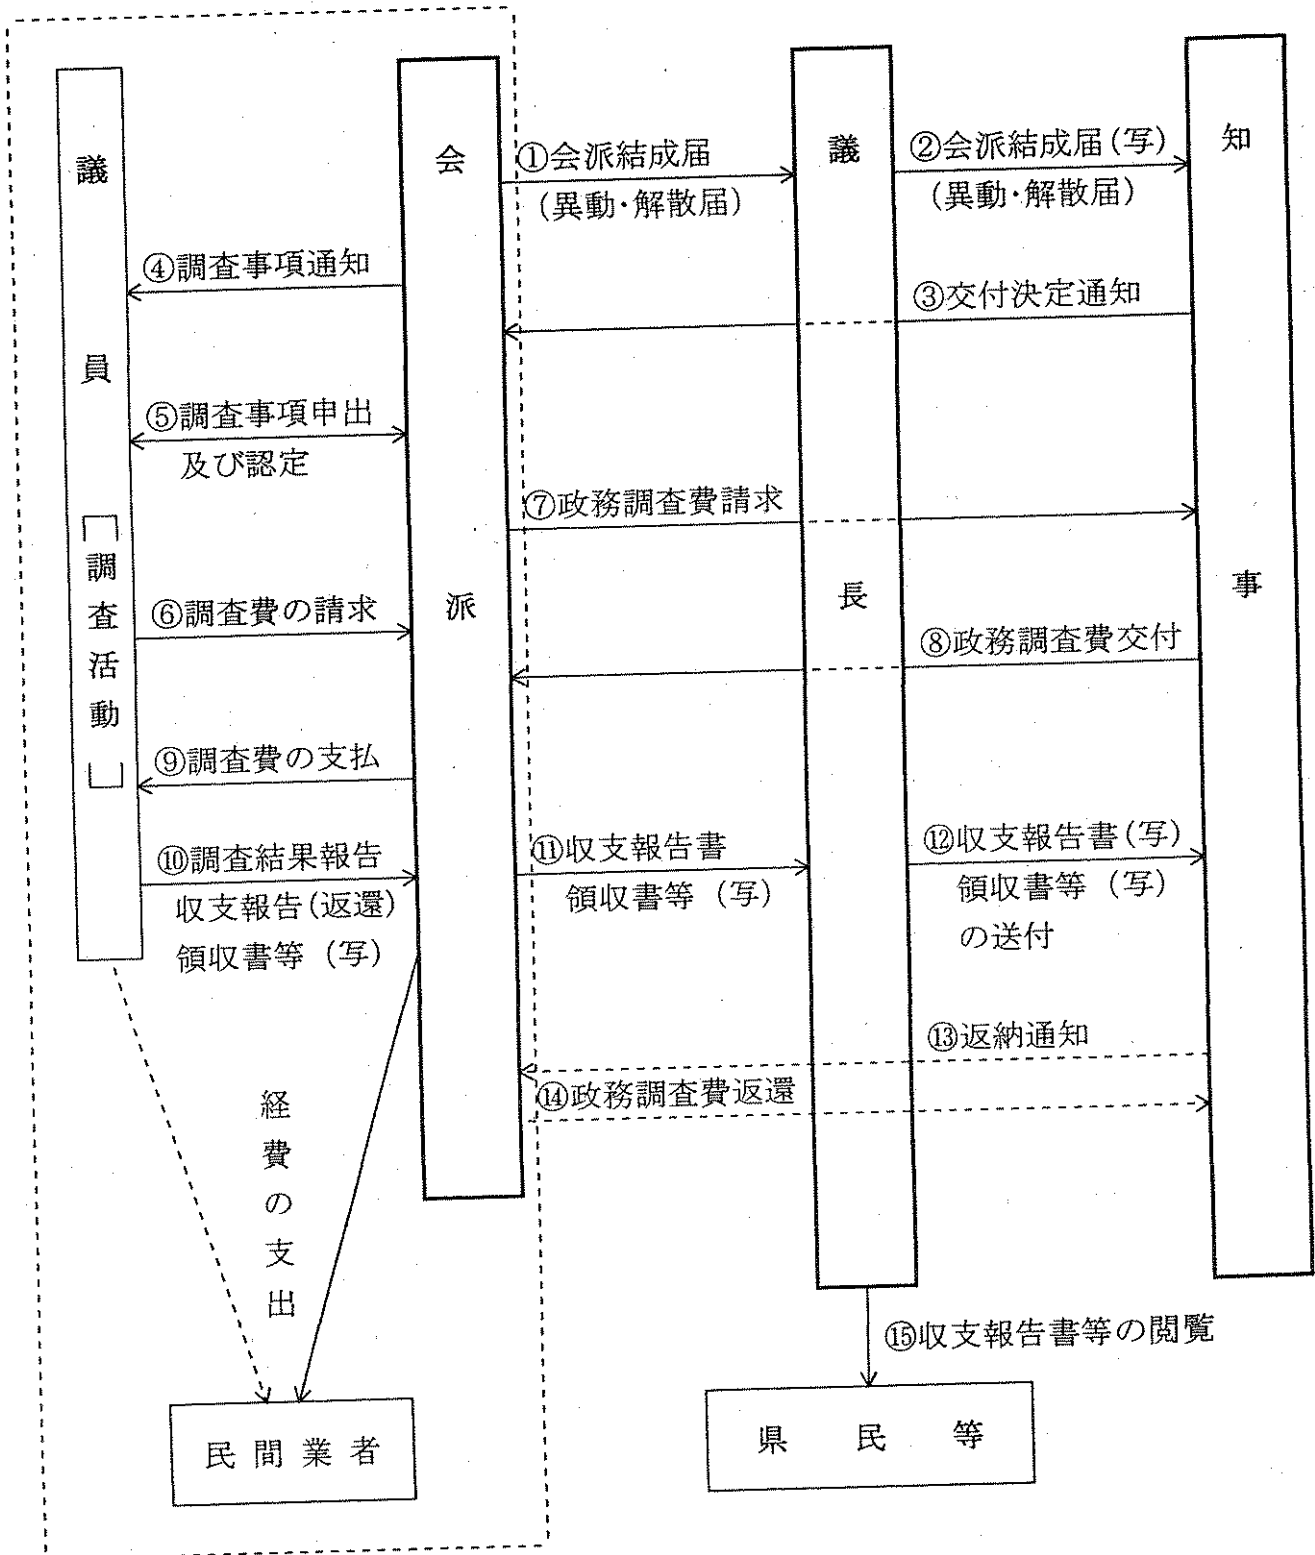 議員
［調査活動］
会派
議長
知事
①会派結成届
（異動・解散届）
②会派結成届（写）
（異動・解散届）
③交付決定通知
④調査事項通知
⑤調査事項申出
及び認定
⑦政務調査費請求
⑥調査費の請求
⑧政務調査費交付
⑨調査費の支払
⑩調査結果報告
収支報告（返還）
領収書等（写）
⑪収支報告書
領収書等（写）
⑫収支報告書（写）
領収書等（写）
の送付
⑬返納通知
⑭政務調査費返還
経費の支出
⑮収支報告書等の閲覧
民間業者
県民等